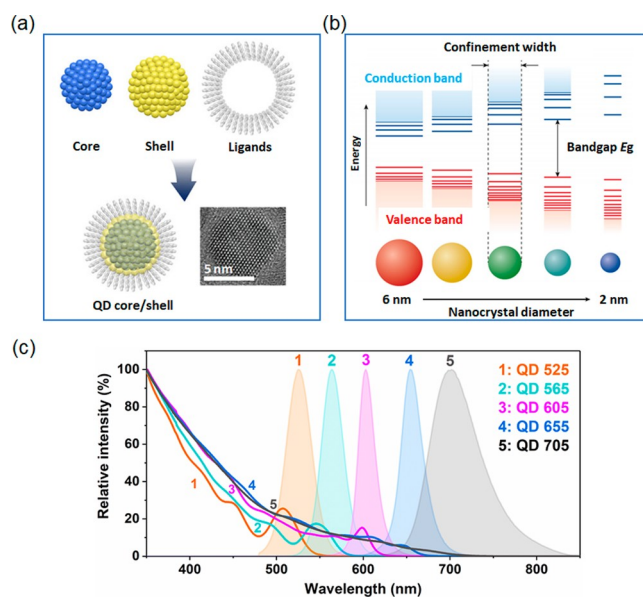 (a)
Core
Shell
Ligands
5 nm
QD core/shell
(b)
Confinement width
Conduction band
Energy
Bandgap Eg
Valence band
6 nm
2 nm
Nanocrystal diameter
(c)
Relative intensity (%)
100
80
60
40
20
0
1
2
3
4
5
1: QD 525
2: QD 565
3: QD 605
4: QD 655
5: QD 705
1
2
3
4
5
400
500
600
700
800
Wavelength (nm)